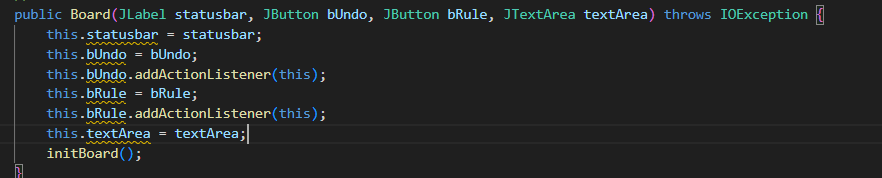 public Board(JLabel statusbar, JButton bUndo, JButton bRule, JTextArea textArea) throws IOException {
this.statusbar = statusbar;
this.bUndo = bUndo;
this.bUndo.addActionListener(this);
this.bRule = bRule;
this.bRule.addActionListener(this);
this.textArea = textArea;
initBoard();
}